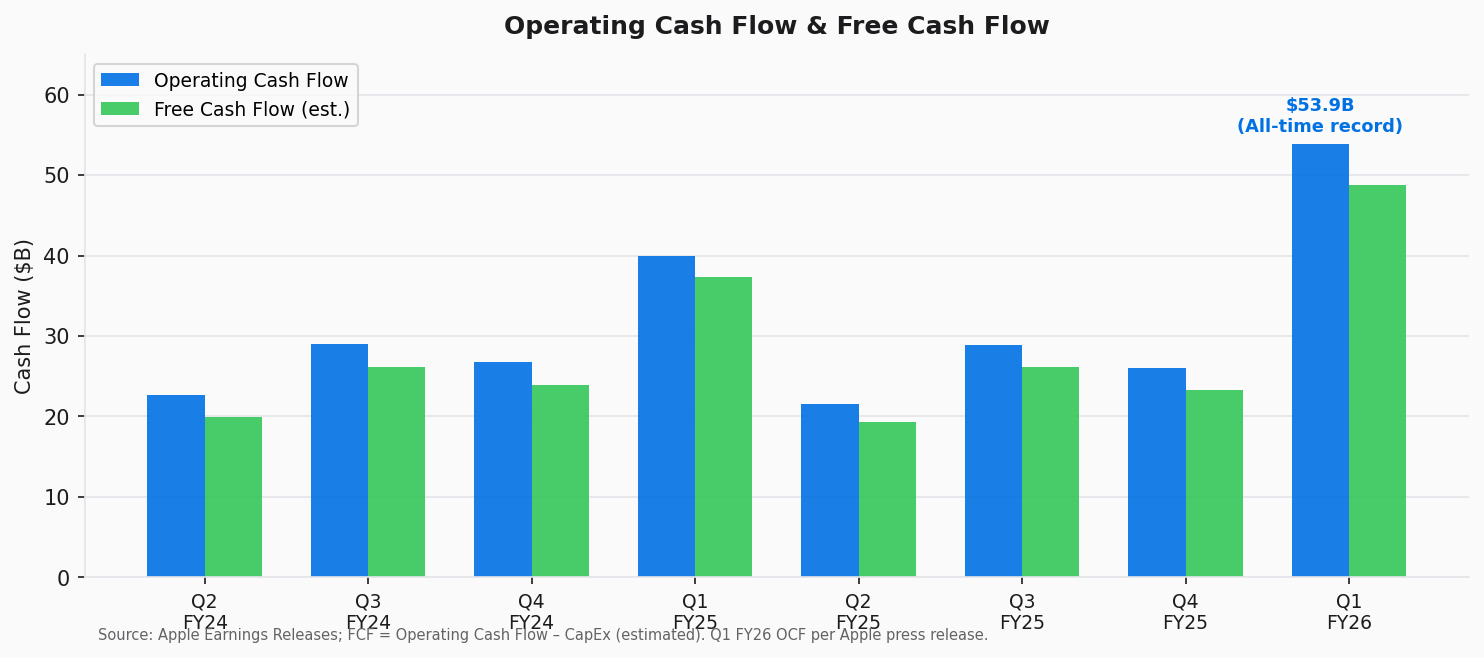 Operating Cash Flow & Free Cash Flow
Operating Cash Flow
Free Cash Flow (est.)
$53.9B
(All-time record)
Cash Flow ($B)
60
50
40
30
20
10
0
Q2
FY24
Q3
FY24
Q4
FY24
Q1
FY25
Q2
FY25
Q3
FY25
Q4
FY25
Q1
FY26
Source: Apple Earnings Releases; FCF = Operating Cash Flow – CapEx (estimated). Q1 FY26 OCF per Apple press release.